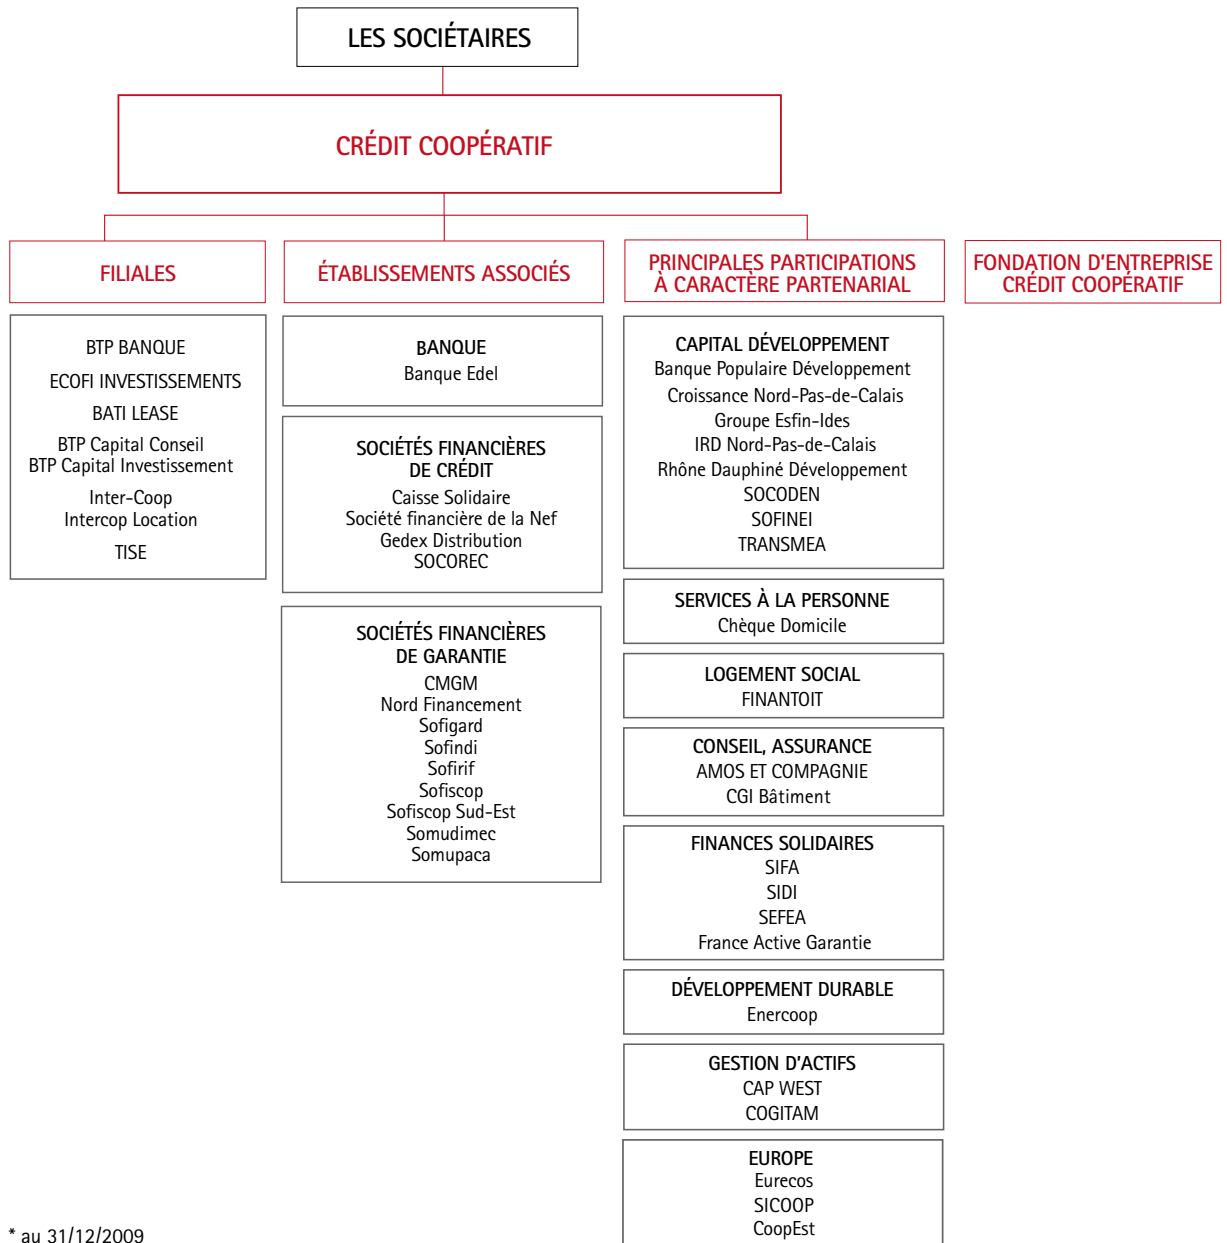 LES SOCIÉTAIRES
CRÉDIT COOPÉRATIF
FILIALES
BTP BANQUE
ECOFI INVESTISSEMENTS
BATI LEASE
BTP Capital Conseil
BTP Capital Investissement
Inter-Coop
Intercop Location
TISE
ÉTABLISSEMENTS ASSOCIÉS
BANQUE
Banque Edel
SOCIÉTÉS FINANCIÈRES
DE CRÉDIT
Caisse Solidaire
Société financière de la Nef
Gedex Distribution
SOCOREC
SOCIÉTÉS FINANCIÈRES
DE GARANTIE
CMGM
Nord Financement
Sofigard
Sofindi
Sofirif
Sofiscop
Sofiscop Sud-Est
Somudimec
Somupaca
PRINCIPALES PARTICIPATIONS
À CARACTÈRE PARTENARIAL
CAPITAL DÉVELOPPEMENT
Banque Populaire Développement
Croissance Nord-Pas-de-Calais
Groupe Esfin-Ides
IRD Nord-Pas-de-Calais
Rhône Dauphiné Développement
SOCODEN
SOFINEI
TRANSMEA
SERVICES À LA PERSONNE
Chèque Domicile
LOGEMENT SOCIAL
FINANTOIT
CONSEIL, ASSURANCE
AMOS ET COMPAGNIE
CGI Bâtiment
FINANCES SOLIDAIRES
SIFA
SIDI
SEFEA
France Active Garantie
DÉVELOPPEMENT DURABLE
Enercoop
GESTION D'ACTIFS
CAP WEST
COGITAM
EUROPE
Eurecos
SICOOP
CoopEst
FONDATION D'ENTREPRISE
CRÉDIT COOPÉRATIF
* au 31/12/2009